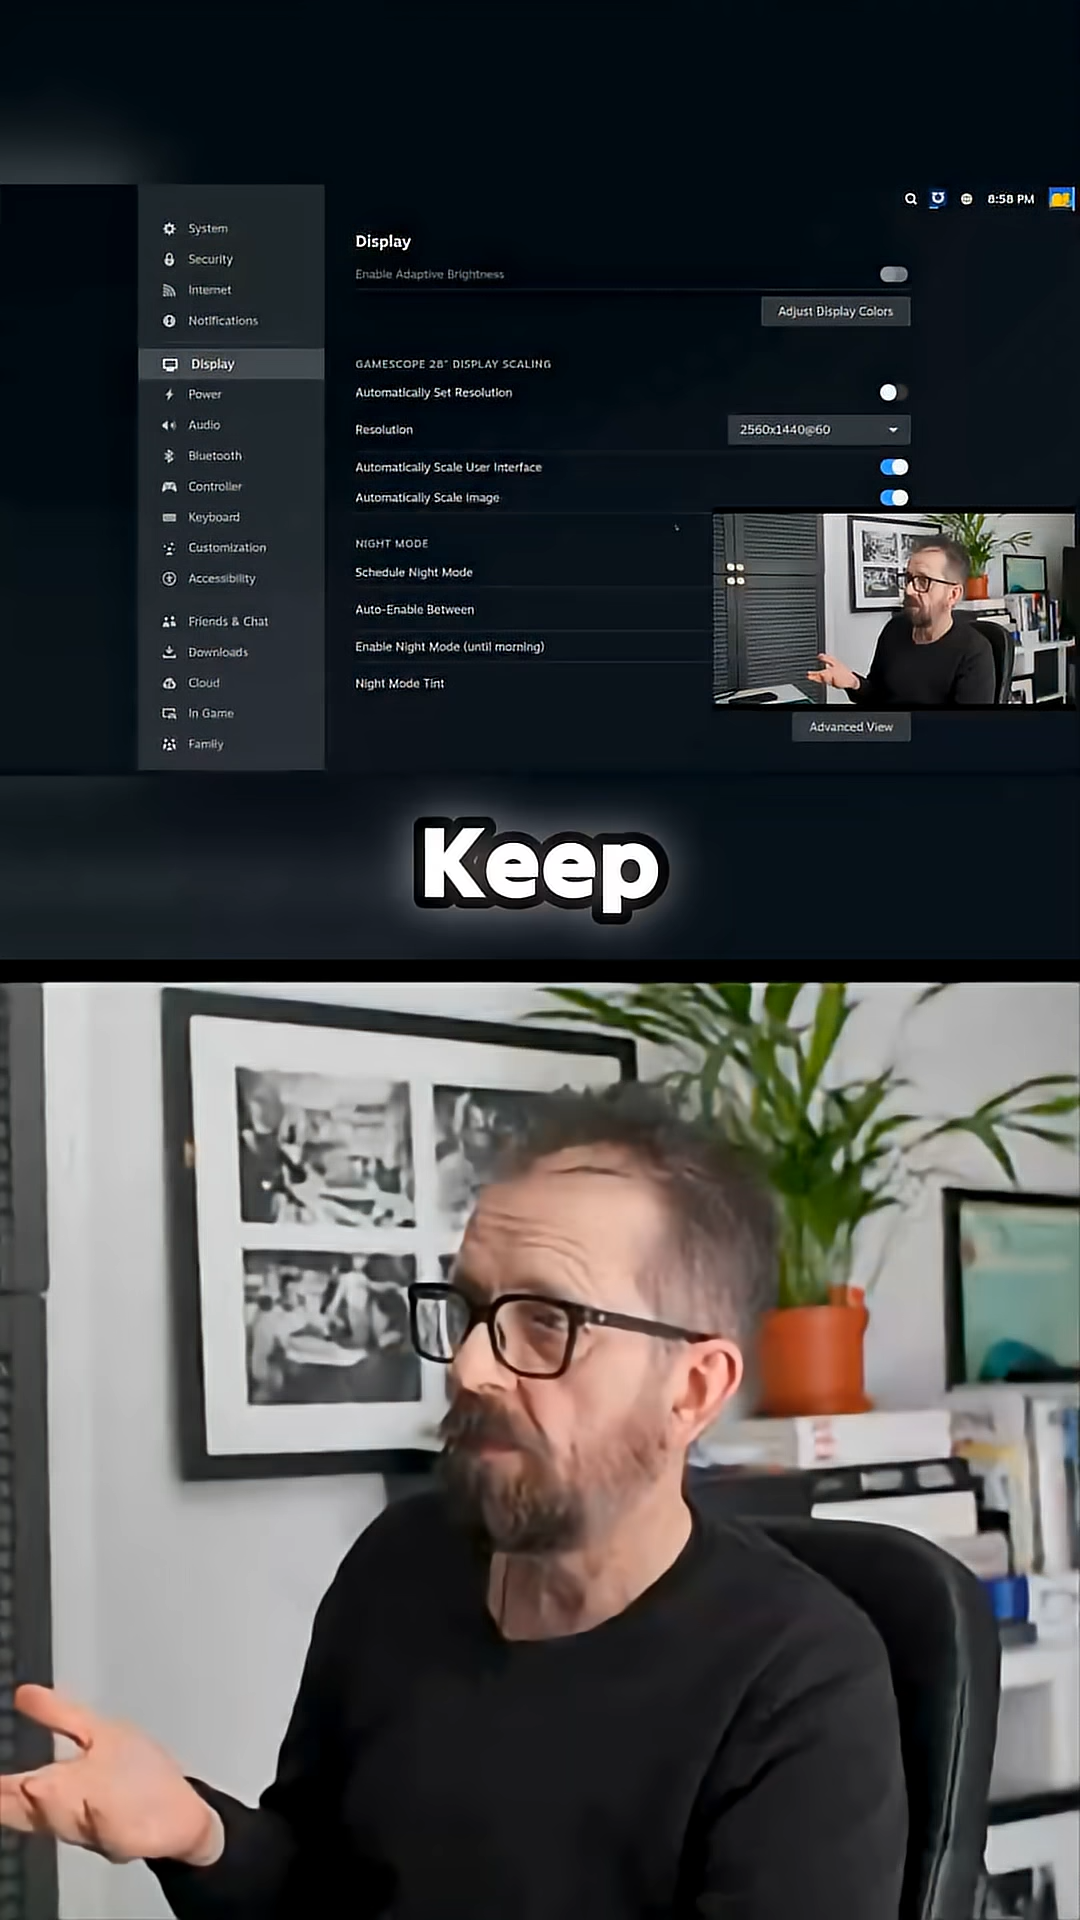 8:58 PM
System
Security
Internet
Notifications
Display
Power
Audio
Bluetooth
Controller
Keyboard
Customization
Accessibility
Friends & Chat
Downloads
Cloud
In Game
Family
Display
Enable Adaptive Brightness
Adjust Display Colors
GAMESCOPE 28" DISPLAY SCALING
Automatically Set Resolution
Resolution
2560x1440@60
Automatically Scale User Interface
Automatically Scale Image
NIGHT MODE
Schedule Night Mode
Auto-Enable Between
Enable Night Mode (until morning)
Night Mode Tint
Advanced View
Keep